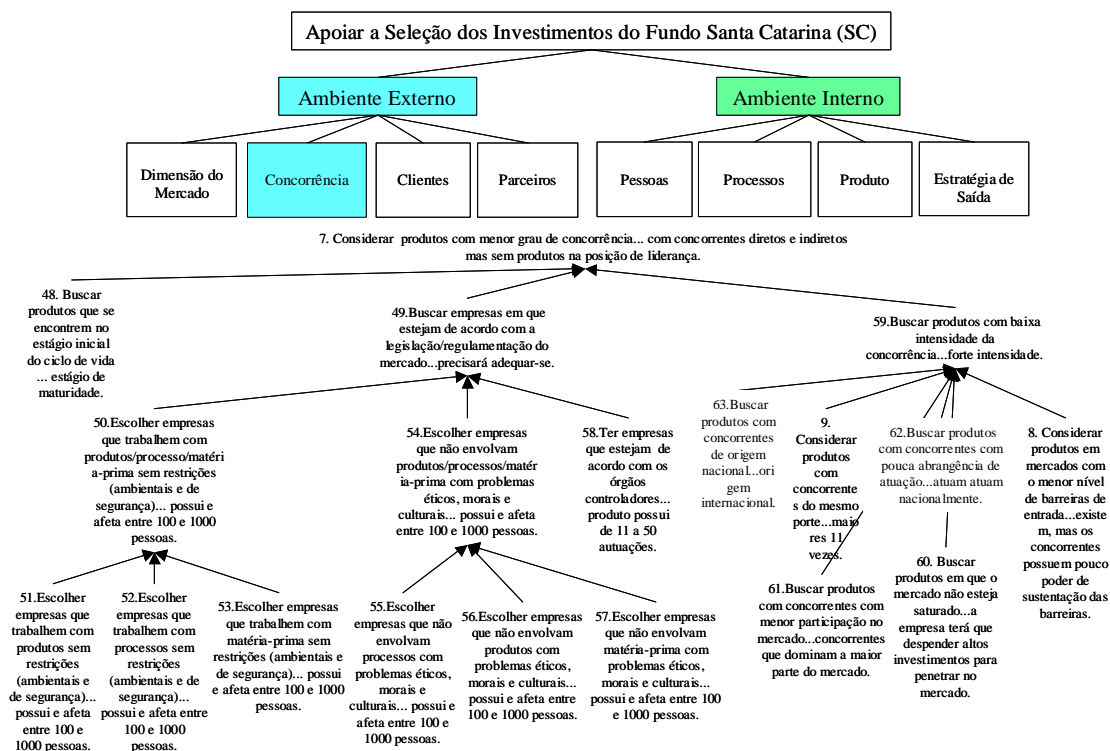 Apoiar a Seleção dos Investimentos do Fundo Santa Catarina (SC)
Ambiente Externo
Ambiente Interno
Dimensão do
Mercado
Concorrência
Clientes
Parceiros
Pessoas
Processos
Produto
Estratégia de
Saída
7. Considerar produtos com menor grau de concorrência... com concorrentes diretos e indiretos
mas sem produtos na posição de liderança.
48. Buscar
produtos que se
encontrem no
estágio inicial
do ciclo de vida
... estágio de
maturidade.
49.Buscar empresas em que
estejam de acordo com a
legislação/regulamentação do
mercado...precisará adequar-se.
59.Buscar produtos com baixa
intensidade da
concorrência...forte intensidade.
50.Escolher empresas
que trabalhem com
produtos/processo/matéri
a-prima sem restrições
(ambientais e de
segurança)... possui e
afeta entre 100 e 1000
pessoas.
54.Escolher empresas
que não envolvam
produtos/processos/matér
ia-prima com problemas
éticos, morais e
culturais... possui e afeta
entre 100 e 1000 pessoas.
58.Ter empresas
que estejam de
acordo com os
órgãos
controladores...
produto possui
de 11 a 50
autuações.
63.Buscar
produtos com
concorrentes
de origem
nacional...ori
gem
internacional.
9.
Considerar
produtos
com
concorrente
s do mesmo
porte...maio
res 11
vezes.
62.Buscar produtos
com concorrentes com
pouca abrangência de
atuação...atuam atuam
nacionalmente.
8. Considerar
produtos em
mercados com
o menor nível
de barreiras de
entrada...existe
m, mas os
concorrentes
possuem pouco
poder de
sustentação das
barreiras.
51.Escolher
empresas que
trabalhem com
produtos sem
restrições
(ambientais e
de segurança)...
possui e afeta
entre 100 e
1000 pessoas.
52.Escolher
empresas que
trabalhem com
processos sem
restrições
(ambientais e de
segurança)...
possui e afeta entre
100 e 1000
pessoas.
53.Escolher empresas
que trabalhem com
matéria-prima sem
restrições (ambientais e
de segurança)... possui
e afeta entre 100 e 1000
pessoas.
55.Escolher
empresas que não
envolvam
processos com
problemas éticos,
morais e
culturais... possui e
afeta entre 100 e
1000 pessoas.
56.Escolher empresas
que não envolvam
produtos com
problemas éticos,
morais e culturais...
possui e afeta entre
100 e 1000 pessoas.
57.Escolher empresas
que não envolvam
matéria-prima com
problemas éticos,
morais e culturais...
possui e afeta entre 100
e 1000 pessoas.
61.Buscar produtos
com concorrentes com
menor participação no
mercado...concorrentes
que dominam a maior
parte do mercado.
60. Buscar
produtos em que o
mercado não esteja
saturado...a
empresa terá que
despender altos
investimentos para
penetrar no
mercado.